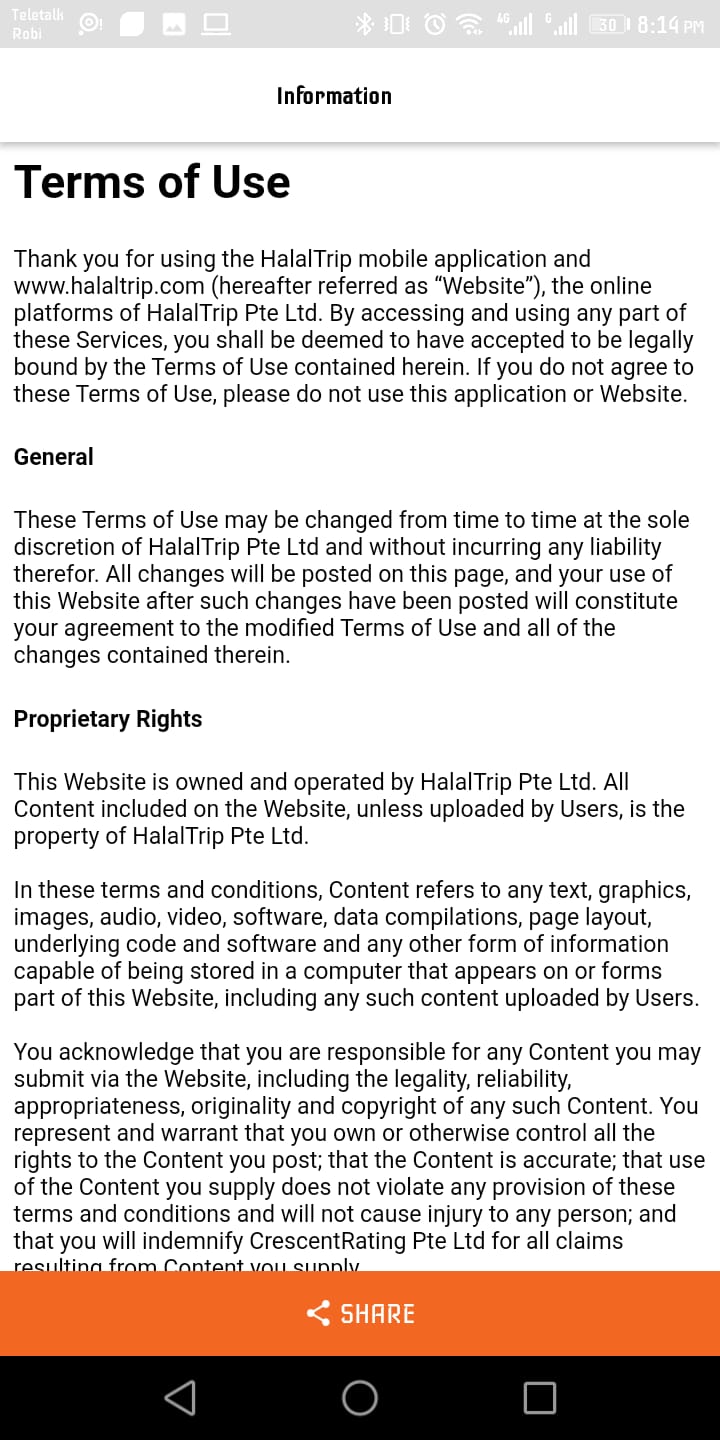 Teletalk
Robi
4G
G
30
8:14 PM
Information
Terms of Use
Thank you for using the HalalTrip mobile application and
www.halaltrip.com (hereafter referred as “Website”), the online
platforms of HalalTrip Pte Ltd. By accessing and using any part of
these Services, you shall be deemed to have accepted to be legally
bound by the Terms of Use contained herein. If you do not agree to
these Terms of Use, please do not use this application or Website.
General
These Terms of Use may be changed from time to time at the sole
discretion of HalalTrip Pte Ltd and without incurring any liability
therefor. All changes will be posted on this page, and your use of
this Website after such changes have been posted will constitute
your agreement to the modified Terms of Use and all of the
changes contained therein.
Proprietary Rights
This Website is owned and operated by HalalTrip Pte Ltd. All
Content included on the Website, unless uploaded by Users, is the
property of HalalTrip Pte Ltd.
In these terms and conditions, Content refers to any text, graphics,
images, audio, video, software, data compilations, page layout,
underlying code and software and any other form of information
capable of being stored in a computer that appears on or forms
part of this Website, including any such content uploaded by Users.
You acknowledge that you are responsible for any Content you may
submit via the Website, including the legality, reliability,
appropriateness, originality and copyright of any such Content. You
represent and warrant that you own or otherwise control all the
rights to the Content you post; that the Content is accurate; that use
of the Content you supply does not violate any provision of these
terms and conditions and will not cause injury to any person; and
that you will indemnify CrescentRating Pte Ltd for all claims
resulting from Content you supply
SHARE